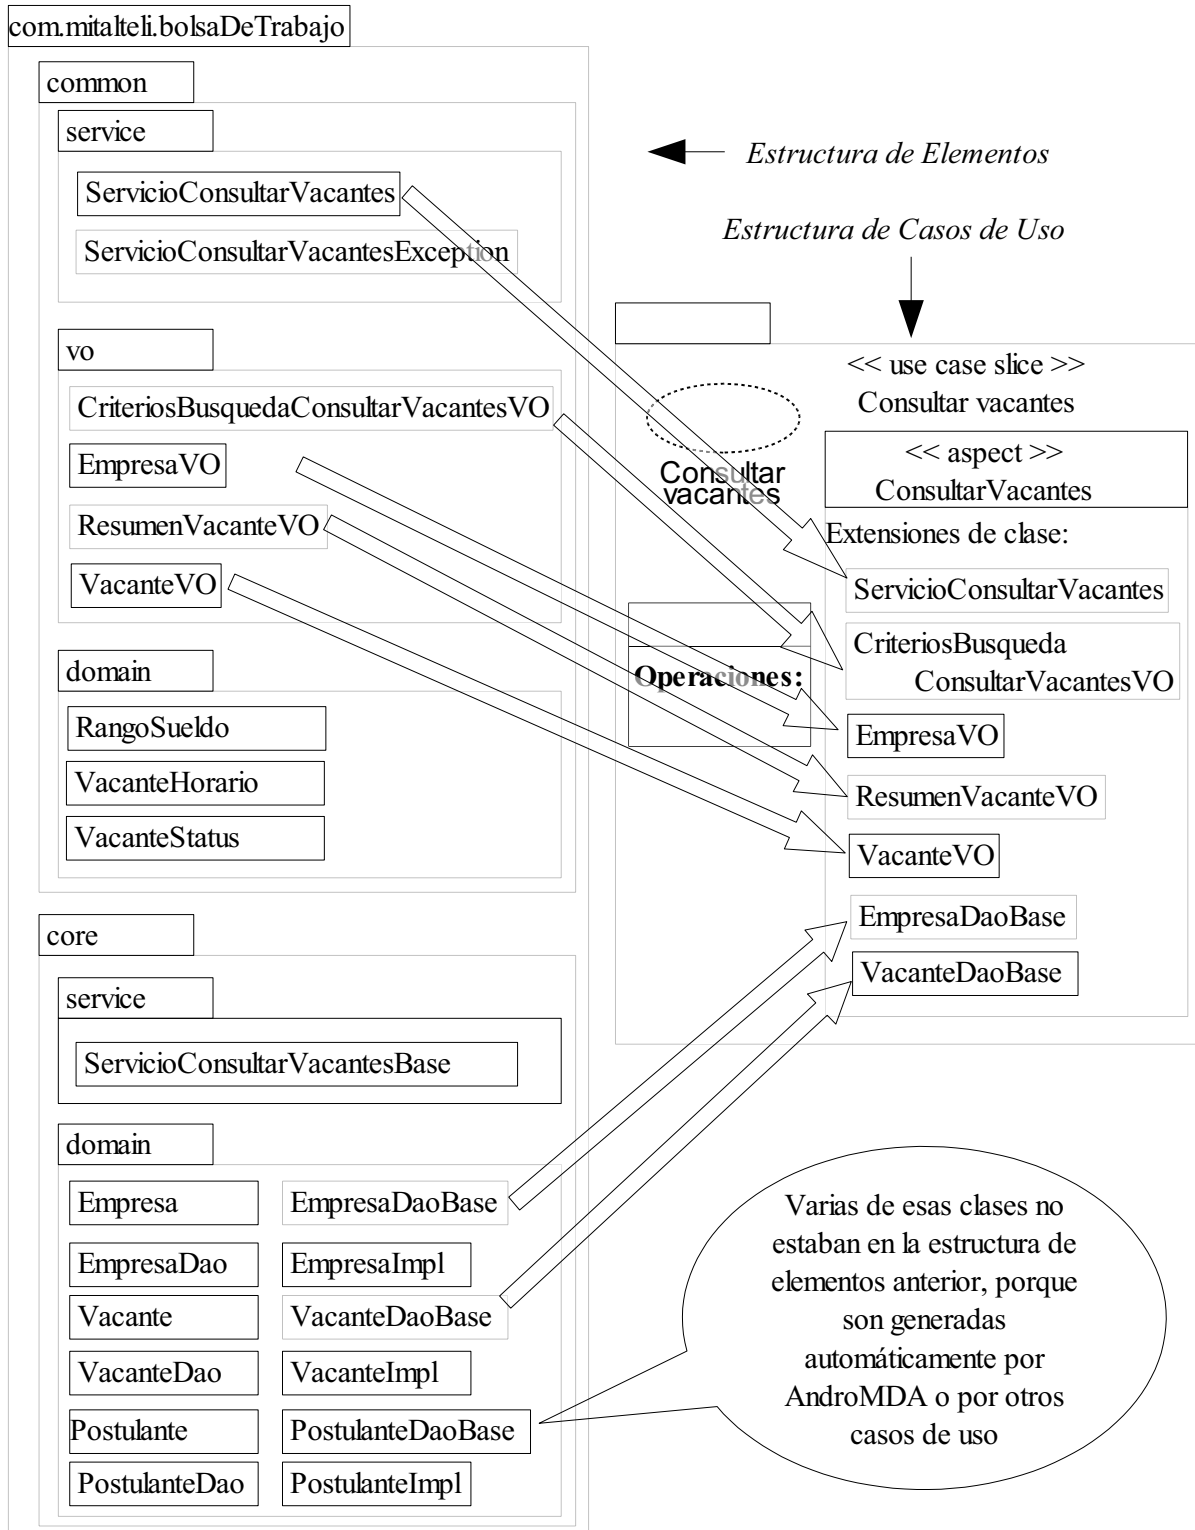 com.mitalteli.bolsaDeTrabajo
common
service
ServicioConsultarVacantes
ServicioConsultarVacantesException
vo
CriteriosBusquedaConsultarVacantesVO
EmpresaVO
ResumenVacanteVO
VacanteVO
domain
RangoSueldo
VacanteHorario
VacanteStatus
core
service
ServicioConsultarVacantesBase
domain
Empresa
EmpresaDaoBase
EmpresaDao
EmpresaImpl
Vacante
VacanteDaoBase
VacanteDao
VacanteImpl
Postulante
PostulanteDaoBase
PostulanteDao
PostulanteImpl
Estructura de Elementos
Estructura de Casos de Uso
<< use case slice >>
Consultar vacantes
Consultar
vacantes
<< aspect >>
ConsultarVacantes
Extensiones de clase:
Operaciones:
ServicioConsultarVacantes
CriteriosBusqueda
ConsultarVacantesVO
EmpresaVO
ResumenVacanteVO
VacanteVO
EmpresaDaoBase
VacanteDaoBase
Varias de esas clases no
estaban en la estructura de
elementos anterior, porque
son generadas
automáticamente por
AndroMDA o por otros
casos de uso